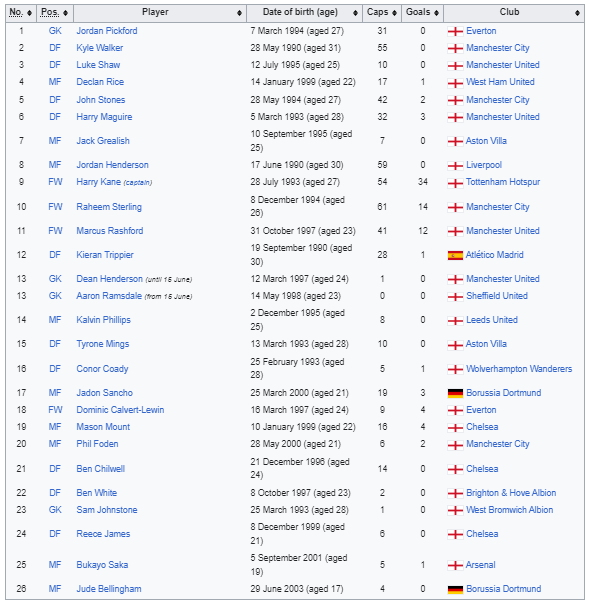 No. Pos. Player Date of birth (age) Caps Goals Club
1 GK Jordan Pickford 7 March 1994 (aged 27) 31 0 Everton
2 DF Kyle Walker 28 May 1990 (aged 31) 55 0 Manchester City
3 DF Luke Shaw 12 July 1995 (aged 25) 10 0 Manchester United
4 MF Declan Rice 14 January 1999 (aged 22) 17 1 West Ham United
5 DF John Stones 28 May 1994 (aged 27) 42 2 Manchester City
6 DF Harry Maguire 5 March 1993 (aged 28) 32 3 Manchester United
7 MF Jack Grealish 10 September 1995 (aged
25) 7 0 Aston Villa
8 MF Jordan Henderson 17 June 1990 (aged 30) 59 0 Liverpool
9 FW Harry Kane (captain) 28 July 1993 (aged 27) 54 34 Tottenham Hotspur
10 FW Raheem Sterling 8 December 1994 (aged
26) 61 14 Manchester City
11 FW Marcus Rashford 31 October 1997 (aged 23) 41 12 Manchester United
12 DF Kieran Trippier 19 September 1990 (aged
30) 28 1 Atlético Madrid
13 GK Dean Henderson (until 15 June) 12 March 1997 (aged 24) 1 0 Manchester United
13 GK Aaron Ramsdale (from 15 June) 14 May 1998 (aged 23) 0 0 Sheffield United
14 MF Kalvin Phillips 2 December 1995 (aged
25) 8 0 Leeds United
15 DF Tyrone Mings 13 March 1993 (aged 28) 10 0 Aston Villa
16 DF Conor Coady 25 February 1993 (aged
28) 5 1 Wolverhampton Wanderers
17 MF Jadon Sancho 25 March 2000 (aged 21) 19 3 Borussia Dortmund
18 FW Dominic Calvert-Lewin 16 March 1997 (aged 24) 9 4 Everton
19 MF Mason Mount 10 January 1999 (aged 22) 16 4 Chelsea
20 MF Phil Foden 28 May 2000 (aged 21) 6 2 Manchester City
21 DF Ben Chilwell 21 December 1996 (aged
24) 14 0 Chelsea
22 DF Ben White 8 October 1997 (aged 23) 2 0 Brighton & Hove Albion
23 GK Sam Johnstone 25 March 1993 (aged 28) 1 0 West Bromwich Albion
24 DF Reece James 8 December 1999 (aged
21) 6 0 Chelsea
25 MF Bukayo Saka 5 September 2001 (aged
19) 5 1 Arsenal
26 MF Jude Bellingham 29 June 2003 (aged 17) 4 0 Borussia Dortmund